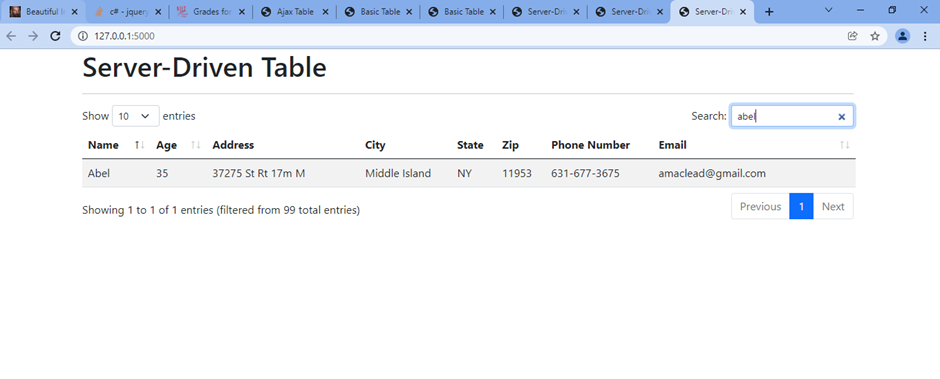 Beautiful c# - jquery Grades for Ajax Table Basic Table Basic Table Server-Dri Server-Dri Server-Dri
127.0.0.1:5000
Server-Driven Table
Show 10 entries Search: abel
Name Age Address City State Zip Phone Number Email
Abel 35 37275 St Rt 17m M Middle Island NY 11953 631-677-3675 amaclead@gmail.com
Showing 1 to 1 of 1 entries (filtered from 99 total entries) Previous 1 Next